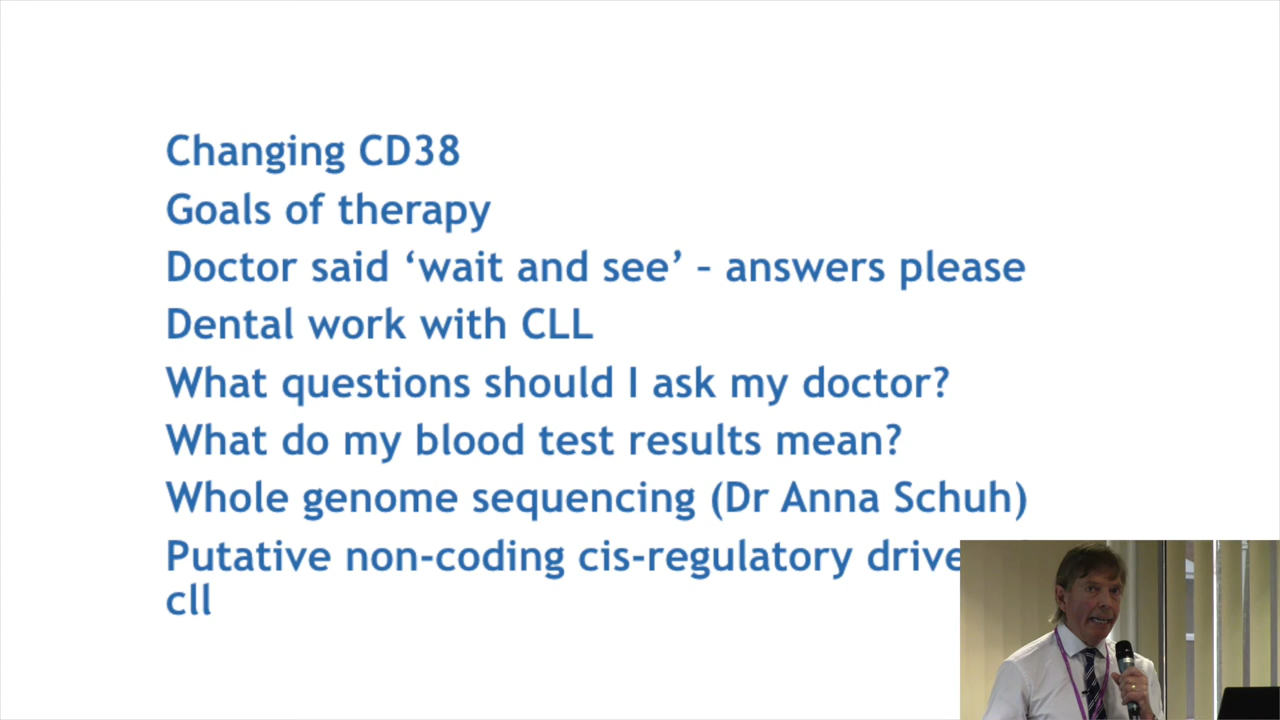 Changing CD38
Goals of therapy
Doctor said ‘wait and see’ – answers please
Dental work with CLL
What questions should I ask my doctor?
What do my blood test results mean?
Whole genome sequencing (Dr Anna Schuh)
Putative non-coding cis-regulatory
cll